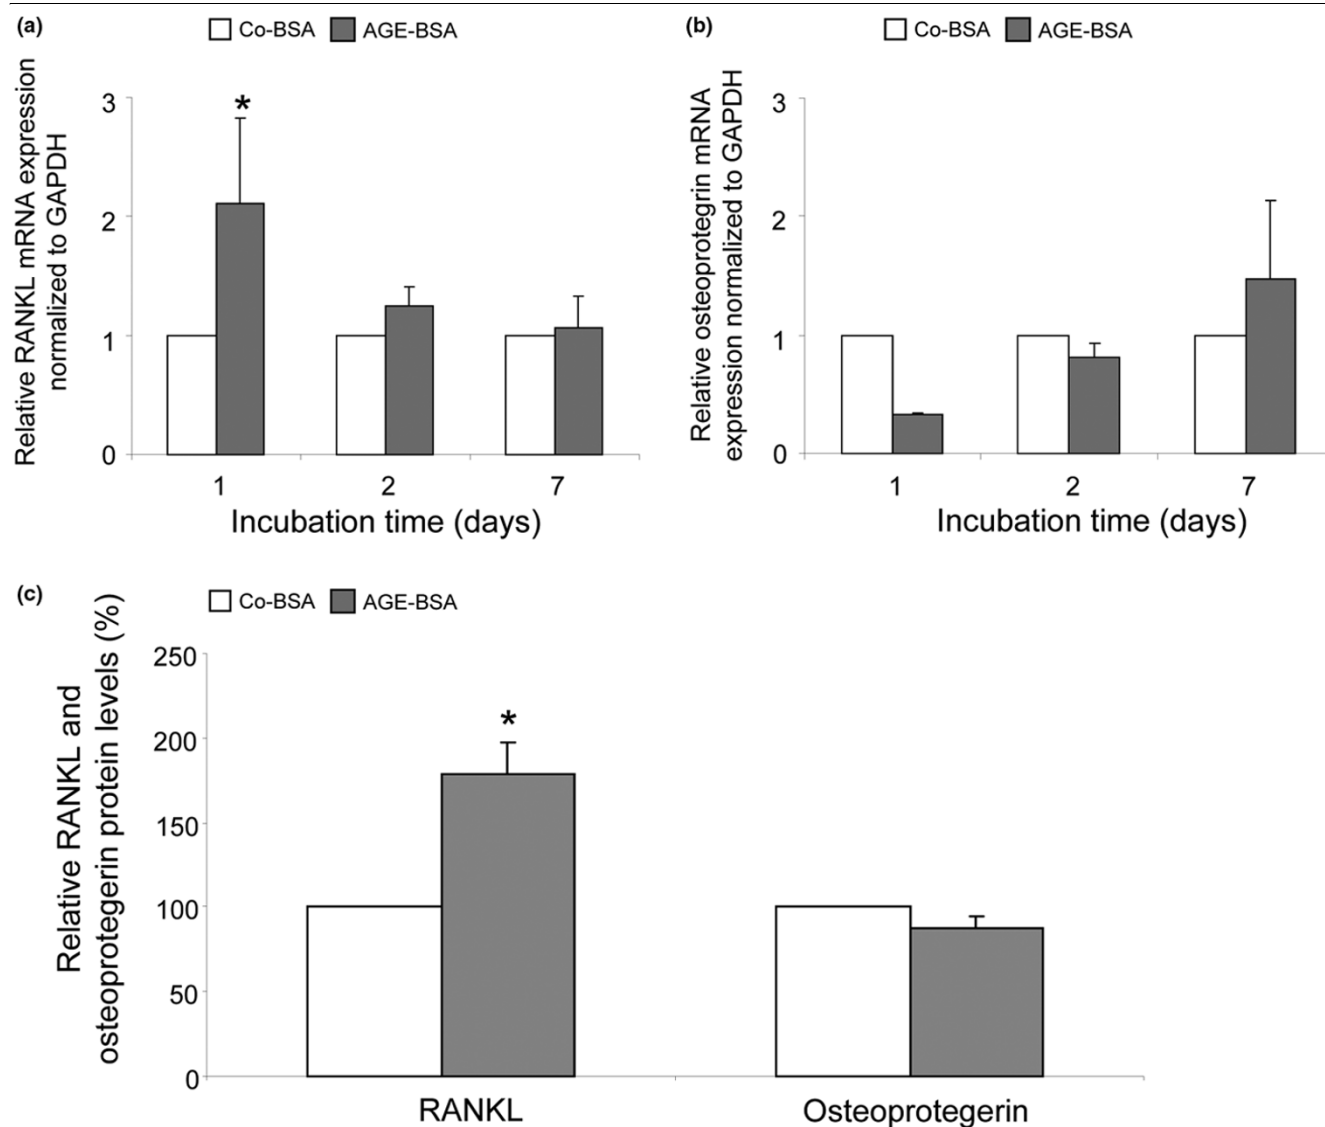 (a)
Co-BSA AGE-BSA
Relative RANKL mRNA expression
normalized to GAPDH
3
*
2
1
0
1 2 7
Incubation time (days)
(b)
Co-BSA AGE-BSA
Relative osteoprotegrin mRNA
expression normalized to GAPDH
3
2
1
0
1 2 7
Incubation time (days)
(c)
Co-BSA AGE-BSA
Relative RANKL and
osteoprotegerin protein levels (%)
250
*
200
150
100
50
0
RANKL Osteoprotegerin